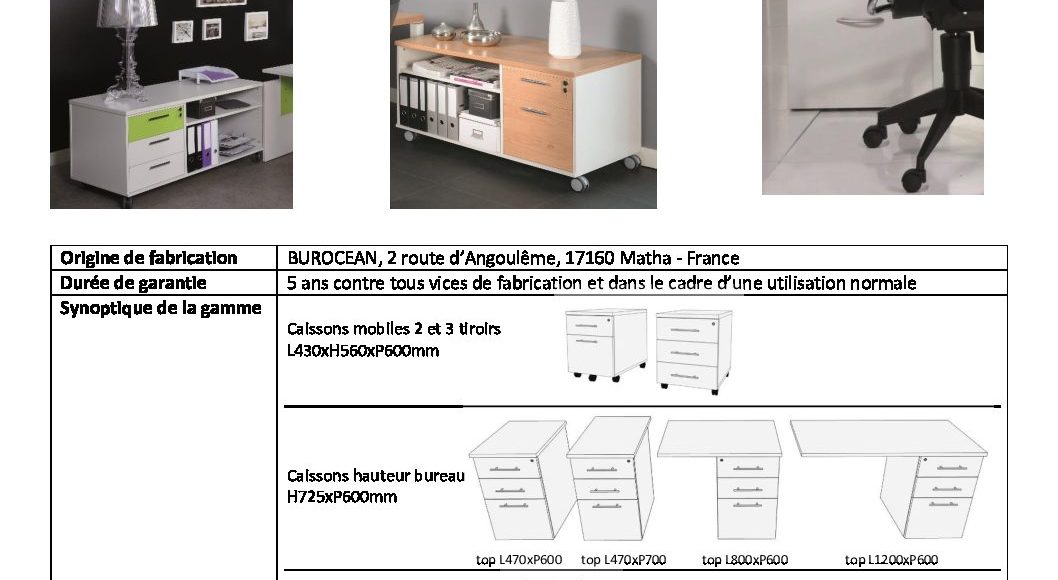 Origine de fabrication BUROCEAN, 2 route d’Angoulême, 17160 Matha - France
Durée de garantie 5 ans contre tous vices de fabrication et dans le cadre d’une utilisation normale
Synoptique de la gamme
Caissons mobiles 2 et 3 tiroirs
L430xH560xP600mm
Caissons hauteur bureau
H725xP600mm
top L470xP600 top L470xP700 top L800xP600 top L1200xP600